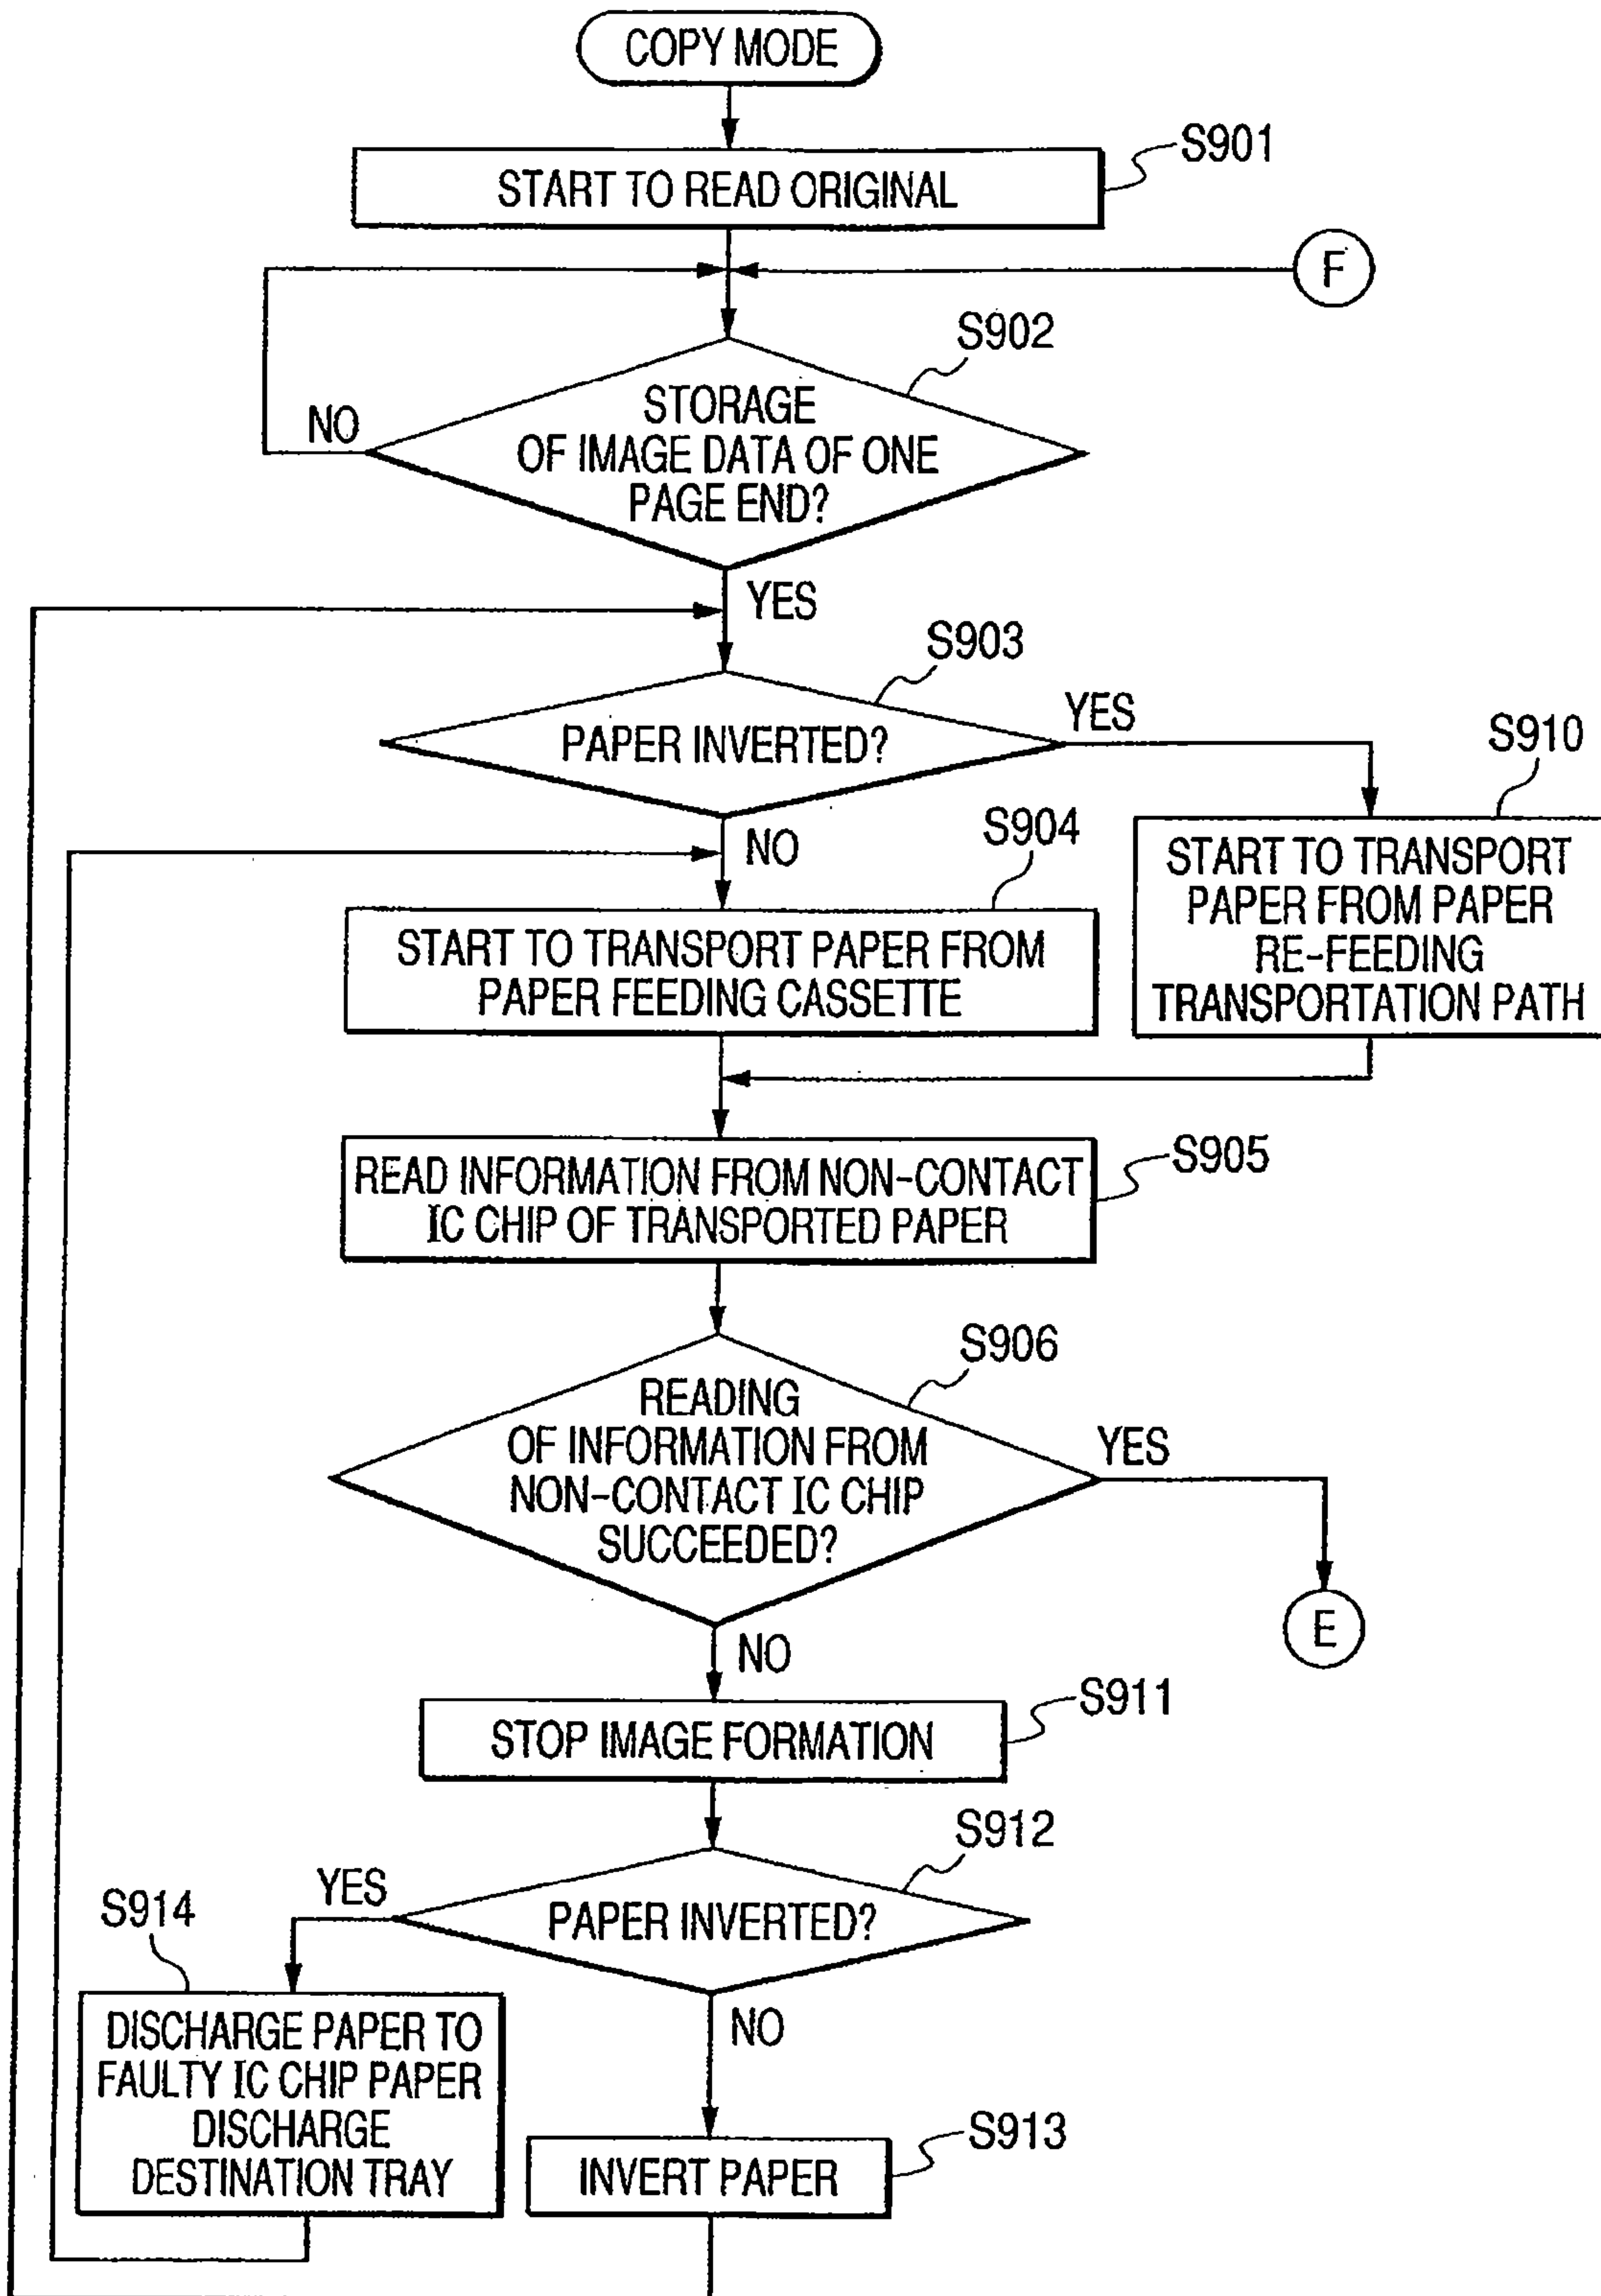 COPY MODE
S901
START TO READ ORIGINAL
F
S902
STORAGE
OF IMAGE DATA OF ONE
PAGE END?
NO
YES
S903
PAPER INVERTED?
YES
S910
START TO TRANSPORT
PAPER FROM PAPER
RE-FEEDING
TRANSPORTATION PATH
NO
S904
START TO TRANSPORT PAPER FROM
PAPER FEEDING CASSETTE
S905
READ INFORMATION FROM NON-CONTACT
IC CHIP OF TRANSPORTED PAPER
S906
READING
OF INFORMATION FROM
NON-CONTACT IC CHIP
SUCCEEDED?
YES
E
NO
S911
STOP IMAGE FORMATION
S912
PAPER INVERTED?
YES
S914
DISCHARGE PAPER TO
FAULTY IC CHIP PAPER
DISCHARGE
DESTINATION TRAY
NO
S913
INVERT PAPER